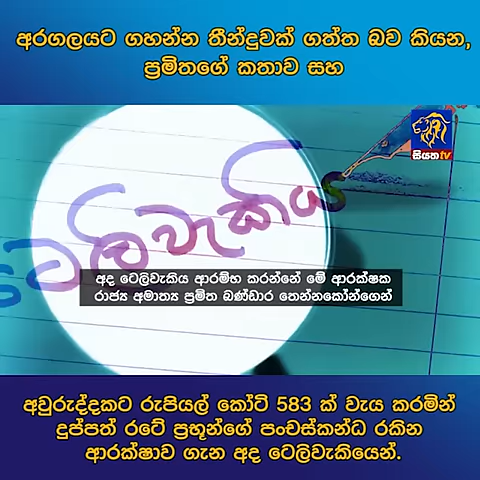 අරගලයට ගහන්න තීන්දුවක් ගත්ත බව කියන,
ප්‍රමිතගේ කතාව සහ
සියත tv
ටෙලිවැකිය
අද ටෙලිවැකිය ආරම්භ කරන්නේ මේ ආරක්ෂක
රාජ්‍ය අමාත්‍ය ප්‍රමිත බණ්ඩාර තෙන්නකෝන්ගෙන්
අවුරුද්දකට රුපියල් කෝටි 583 ක් වැය කරමින්
දුප්පත් රටේ ප්‍රභූන්ගේ පංචස්කන්ධ රකින
ආරක්ෂාව ගැන අද ටෙලිවැකියෙන්.